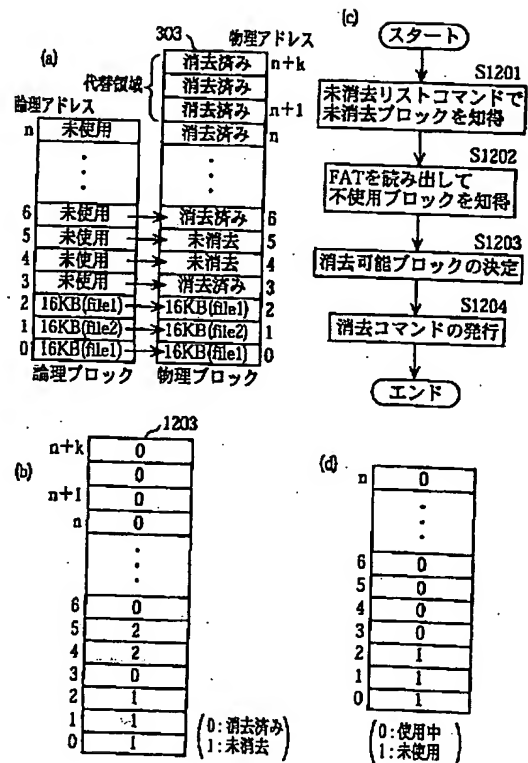 (a)
303
物理アドレス
消去済み n+k
代替領域
消去済み
消去済み n+1
論理アドレス
n 未使用 消去済み n
6 未使用 消去済み 6
5 未使用 未消去 5
4 未使用 未消去 4
3 未使用 消去済み 3
2 16KB(file1) 16KB(file1) 2
1 16KB(file2) 16KB(file2) 1
0 16KB(file1) 16KB(file1) 0
論理ブロック 物理ブロック
(c)
スタート
S1201
未消去リストコマンドで
未消去ブロックを知得
S1202
FATを読み出して
不使用ブロックを知得
S1203
消去可能ブロックの決定
S1204
消去コマンドの発行
エンド
(b)
1203
n+k 0
0
n+1 0
n 0
6 0
5 2
4 2
3 0
2 1
1 1
0 1
0:消去済み
1:未消去
(d)
n 0
6 0
5 0
4 0
3 0
2 1
1 1
0 1
0:使用中
1:未使用